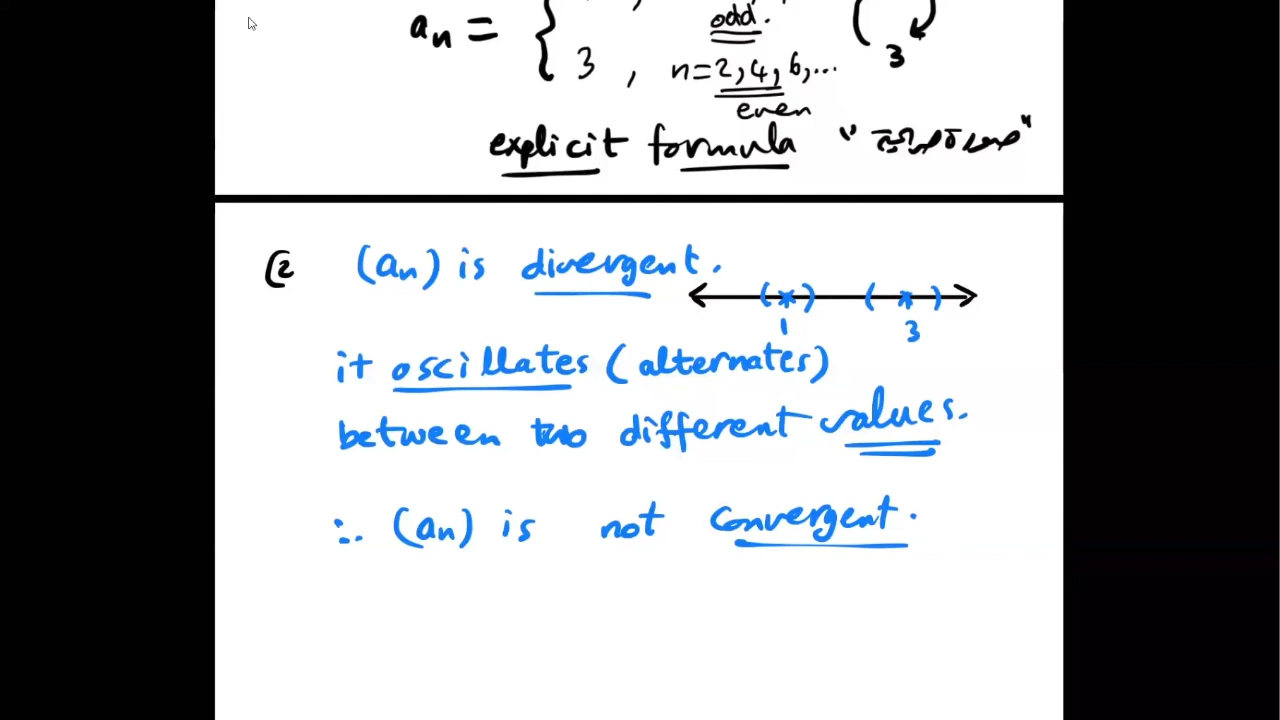 odd.
aₙ = {
3 , n=2,4,6,...
3
even
explicit formula " "
(2 (aₙ) is divergent.
1 3
it oscillates (alternates)
between two different values.
∴ (aₙ) is not convergent.